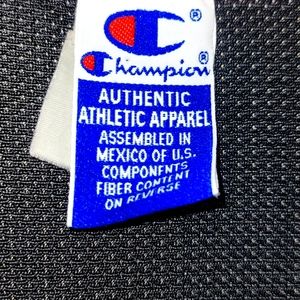 ®
Champion®
AUTHENTIC
ATHLETIC APPAREL
ASSEMBLED IN
MEXICO OF U.S.
COMPONENTS
FIBER CONTENT
ON REVERSE